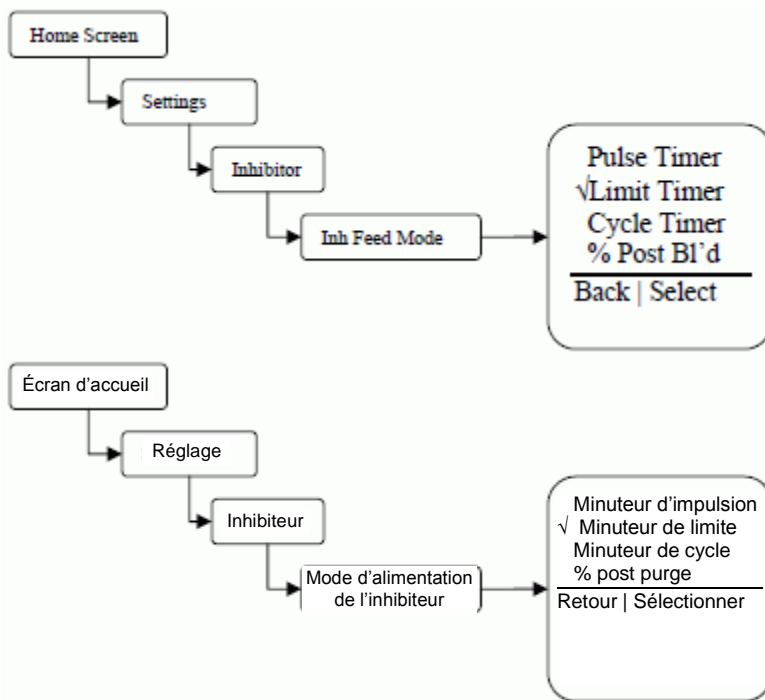 Home Screen
Settings
Inhibitor
Inh Feed Mode
Pulse Timer
√Limit Timer
Cycle Timer
% Post Bl’d
Back | Select
Écran d’accueil
Réglage
Inhibiteur
Mode d’alimentation
de l’inhibiteur
Minuteur d’impulsion
√ Minuteur de limite
Minuteur de cycle
% post purge
Retour | Sélectionner